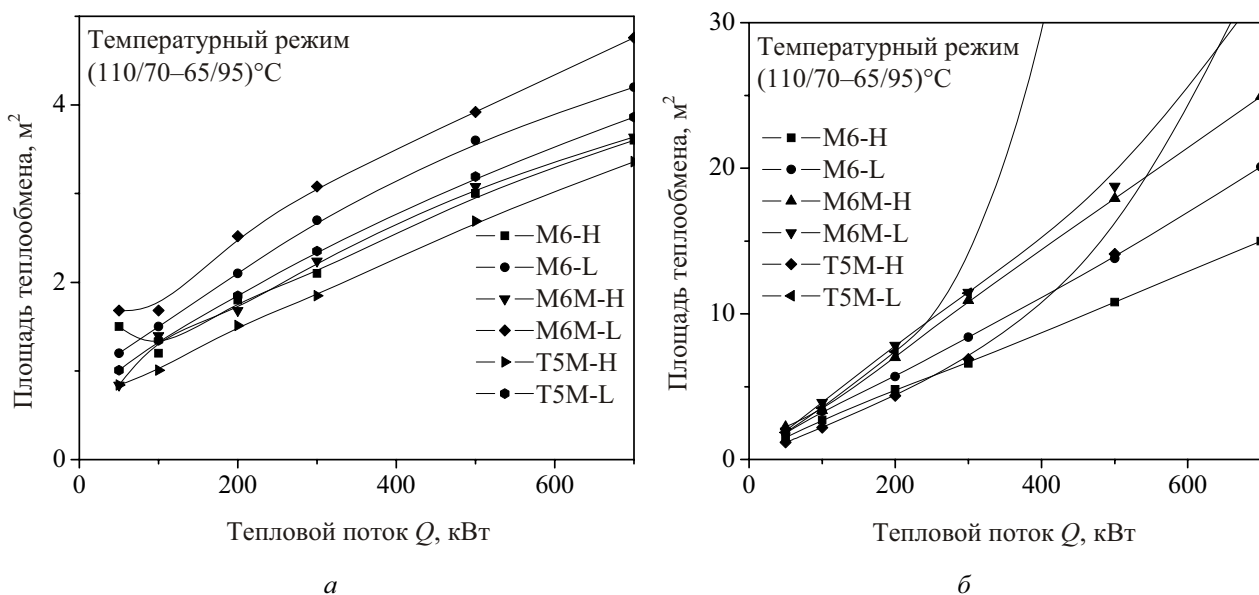 Температурный режим
(110/70–65/95)°C
4
2
0
0
200
400
600
Площадь теплообмена, м²
Тепловой поток Q, кВт
M6-H
M6-L
M6M-H
M6M-L
T5M-H
T5M-L
а
Температурный режим
(110/70–65/95)°C
30
20
10
0
0
200
400
600
Площадь теплообмена, м²
Тепловой поток Q, кВт
M6-H
M6-L
M6M-H
M6M-L
T5M-H
T5M-L
б